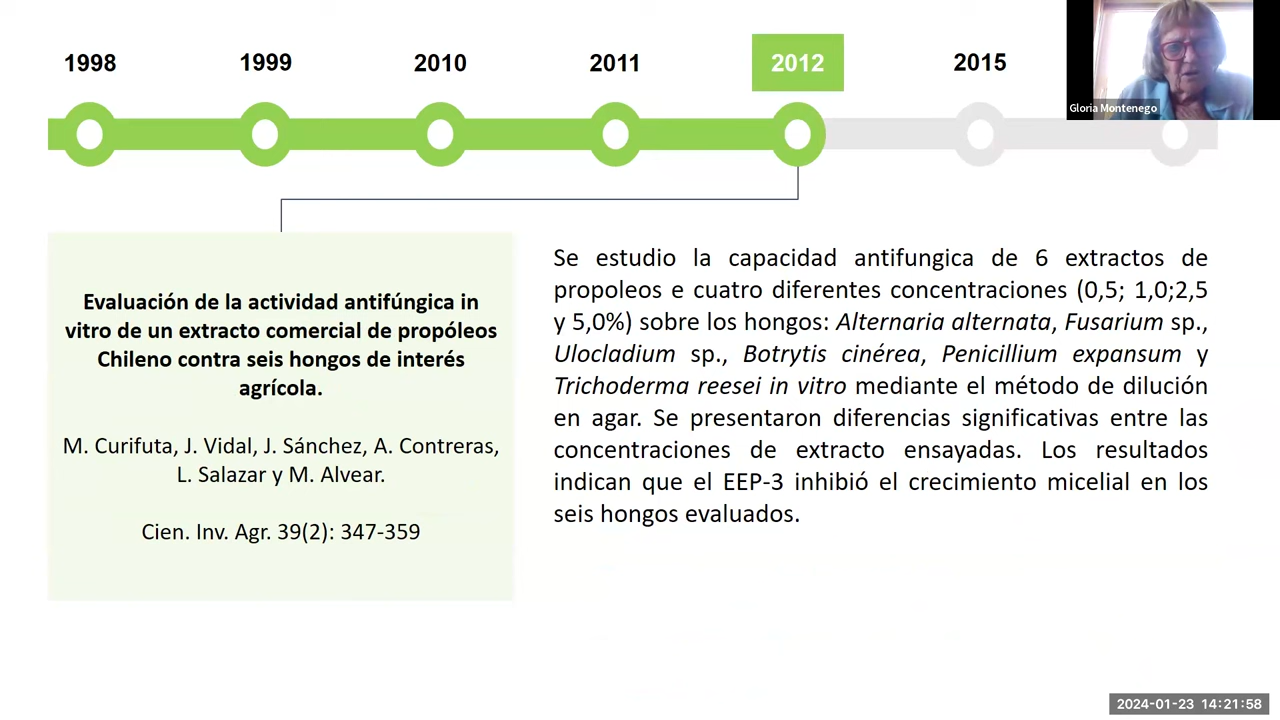 1998 1999 2010 2011 2012 2015
Gloria Montenego
Evaluación de la actividad antifúngica in
vitro de un extracto comercial de propóleos
Chileno contra seis hongos de interés
agrícola.
M. Curifuta, J. Vidal, J. Sánchez, A. Contreras,
L. Salazar y M. Alvear.
Cien. Inv. Agr. 39(2): 347-359
Se estudio la capacidad antifungica de 6 extractos de
propoleos e cuatro diferentes concentraciones (0,5; 1,0;2,5
y 5,0%) sobre los hongos: Alternaria alternata, Fusarium sp.,
Ulocladium sp., Botrytis cinérea, Penicillium expansum y
Trichoderma reesei in vitro mediante el método de dilución
en agar. Se presentaron diferencias significativas entre las
concentraciones de extracto ensayadas. Los resultados
indican que el EEP-3 inhibió el crecimiento micelial en los
seis hongos evaluados.
2024-01-23 14:21:58